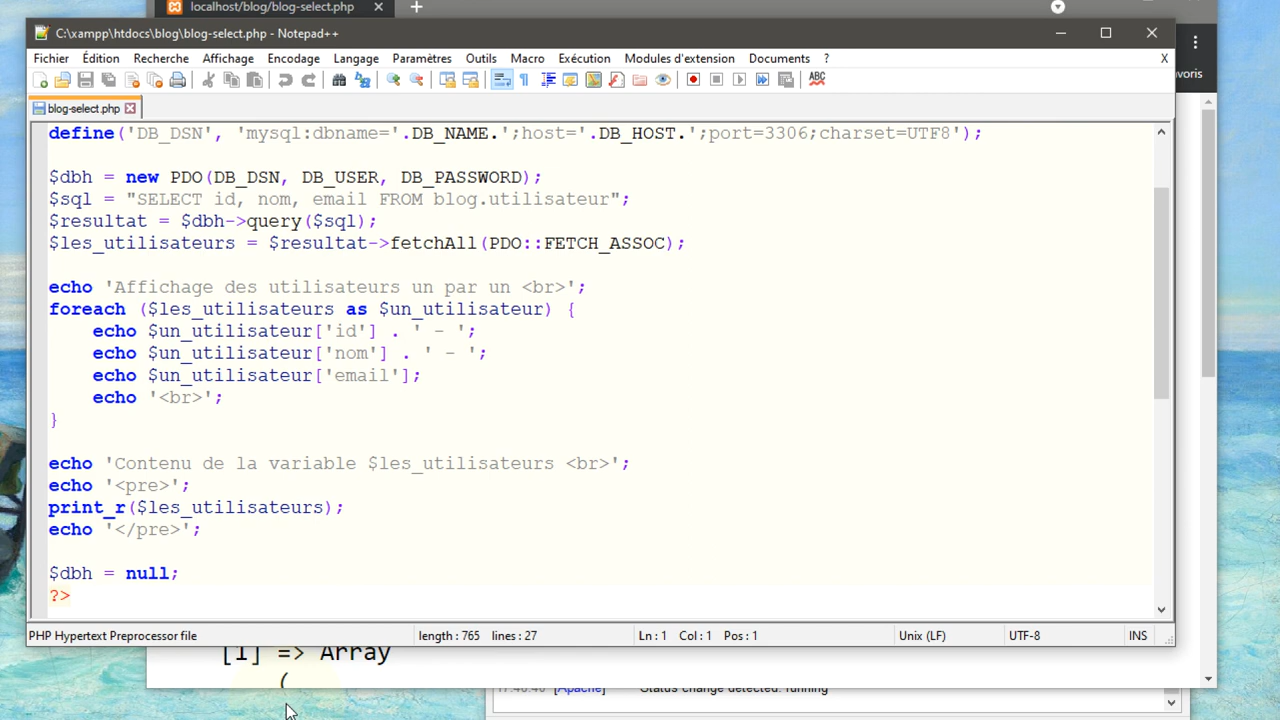 localhost/blog/blog-select.php
C:\xampp\htdocs\blog\blog-select.php - Notepad++
Fichier Édition Recherche Affichage Encodage Langage Paramètres Outils Macro Exécution Modules d'extension Documents ? X
voris
blog-select.php
define('DB_DSN', 'mysql:dbname='.DB_NAME.';host='.DB_HOST.';port=3306;charset=UTF8');
$dbh = new PDO(DB_DSN, DB_USER, DB_PASSWORD);
$sql = "SELECT id, nom, email FROM blog.utilisateur";
$resultat = $dbh->query($sql);
$les_utilisateurs = $resultat->fetchAll(PDO::FETCH_ASSOC);
echo 'Affichage des utilisateurs un par un <br>';
foreach ($les_utilisateurs as $un_utilisateur) {
    echo $un_utilisateur['id'] . ' - ';
    echo $un_utilisateur['nom'] . ' - ';
    echo $un_utilisateur['email'];
    echo '<br>';
}
echo 'Contenu de la variable $les_utilisateurs <br>';
echo '<pre>';
print_r($les_utilisateurs);
echo '</pre>';
$dbh = null;
?>
PHP Hypertext Preprocessor file length : 765 lines : 27 Ln : 1 Col : 1 Pos : 1 Unix (LF) UTF-8 INS
[1] => Array
(
[Apache] Status change detected: running